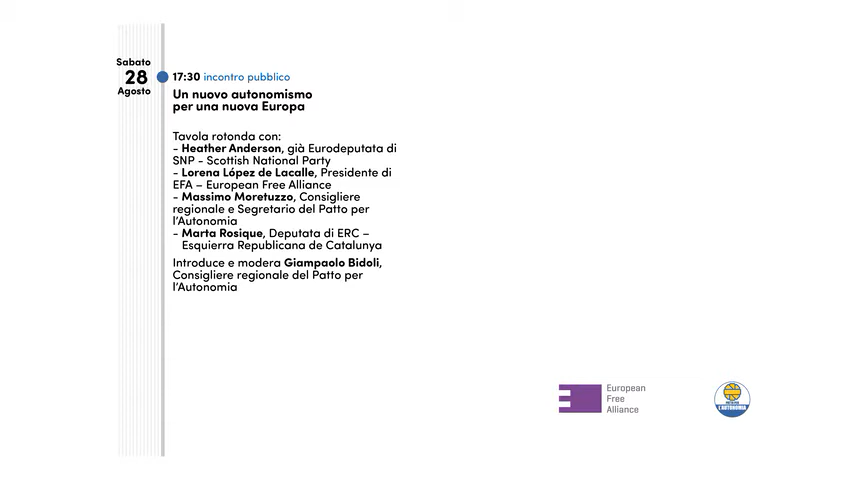 Sabato
28
Agosto
17:30 incontro pubblico
Un nuovo autonomismo
per una nuova Europa
Tavola rotonda con:
- Heather Anderson, già Eurodeputata di
SNP - Scottish National Party
- Lorena López de Lacalle, Presidente di
EFA – European Free Alliance
- Massimo Moretuzzo, Consigliere
regionale e Segretario del Patto per
l'Autonomia
- Marta Rosique, Deputata di ERC –
Esquierra Republicana de Catalunya
Introduce e modera Giampaolo Bidoli,
Consigliere regionale del Patto per
l'Autonomia
European
Free
Alliance
L'AUTONOMIA